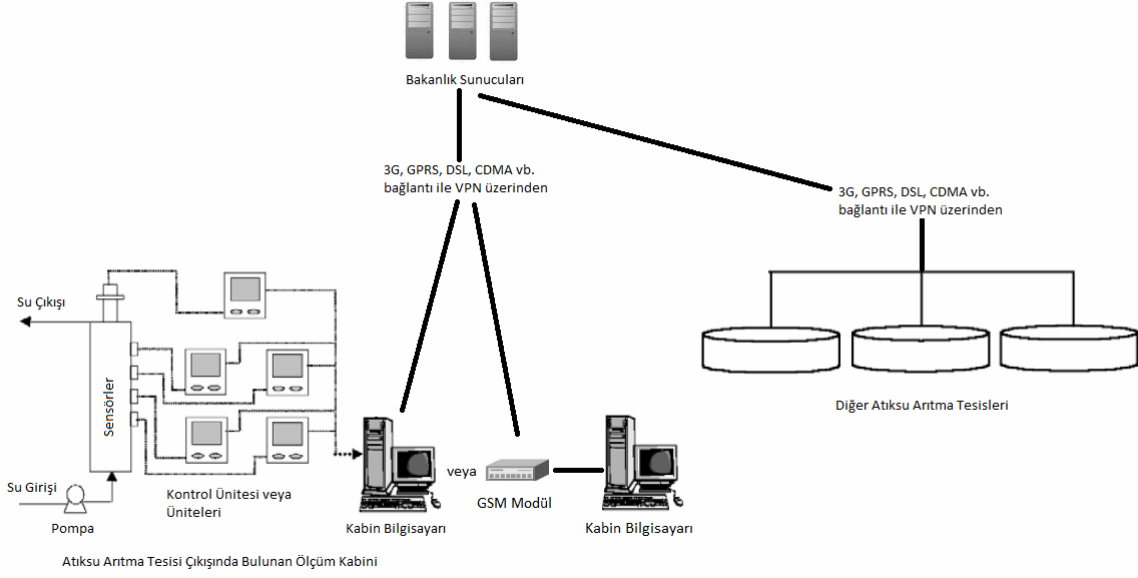 Bakanlık Sunucuları
3G, GPRS, DSL, CDMA vb.
bağlantı ile VPN üzerinden
3G, GPRS, DSL, CDMA vb.
bağlantı ile VPN üzerinden
Su Çıkışı
Sensörler
Diğer Atıksu Arıtma Tesisleri
veya
Su Girişi
Kontrol Ünitesi veya
Üniteleri
GSM Modül
Pompa
Kabin Bilgisayarı
Kabin Bilgisayarı
Atıksu Arıtma Tesisi Çıkışında Bulunan Ölçüm Kabini